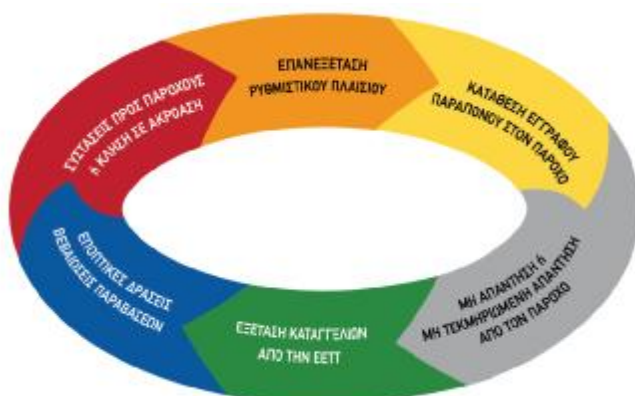 ΕΠΑΝΕΞΕΤΑΣΗ
ΡΥΘΜΙΣΤΙΚΟΥ ΠΛΑΙΣΙΟΥ
ΚΑΤΑΘΕΣΗ ΕΓΓΡΑΦΟΥ
ΠΑΡΑΠΟΝΟΥ ΣΤΟΝ ΠΑΡΟΧΟ
ΜΗ ΑΠΑΝΤΗΣΗ ή
ΜΗ ΤΕΚΜΗΡΙΩΜΕΝΗ ΑΠΑΝΤΗΣΗ
ΑΠΟ ΤΟΝ ΠΑΡΟΧΟ
ΕΞΕΤΑΣΗ ΚΑΤΑΓΓΕΛΙΩΝ
ΑΠΟ ΤΗΝ ΕΕΤΤ
ΕΠΟΠΤΙΚΕΣ ΔΡΑΣΕΙΣ
ΒΕΒΑΙΩΣΕΙΣ ΠΑΡΑΒΑΣΕΩΝ
ΣΥΣΤΑΣΕΙΣ ΠΡΟΣ ΠΑΡΟΧΟΥΣ
ή ΚΛΗΣΗ ΣΕ ΑΚΡΟΑΣΗ